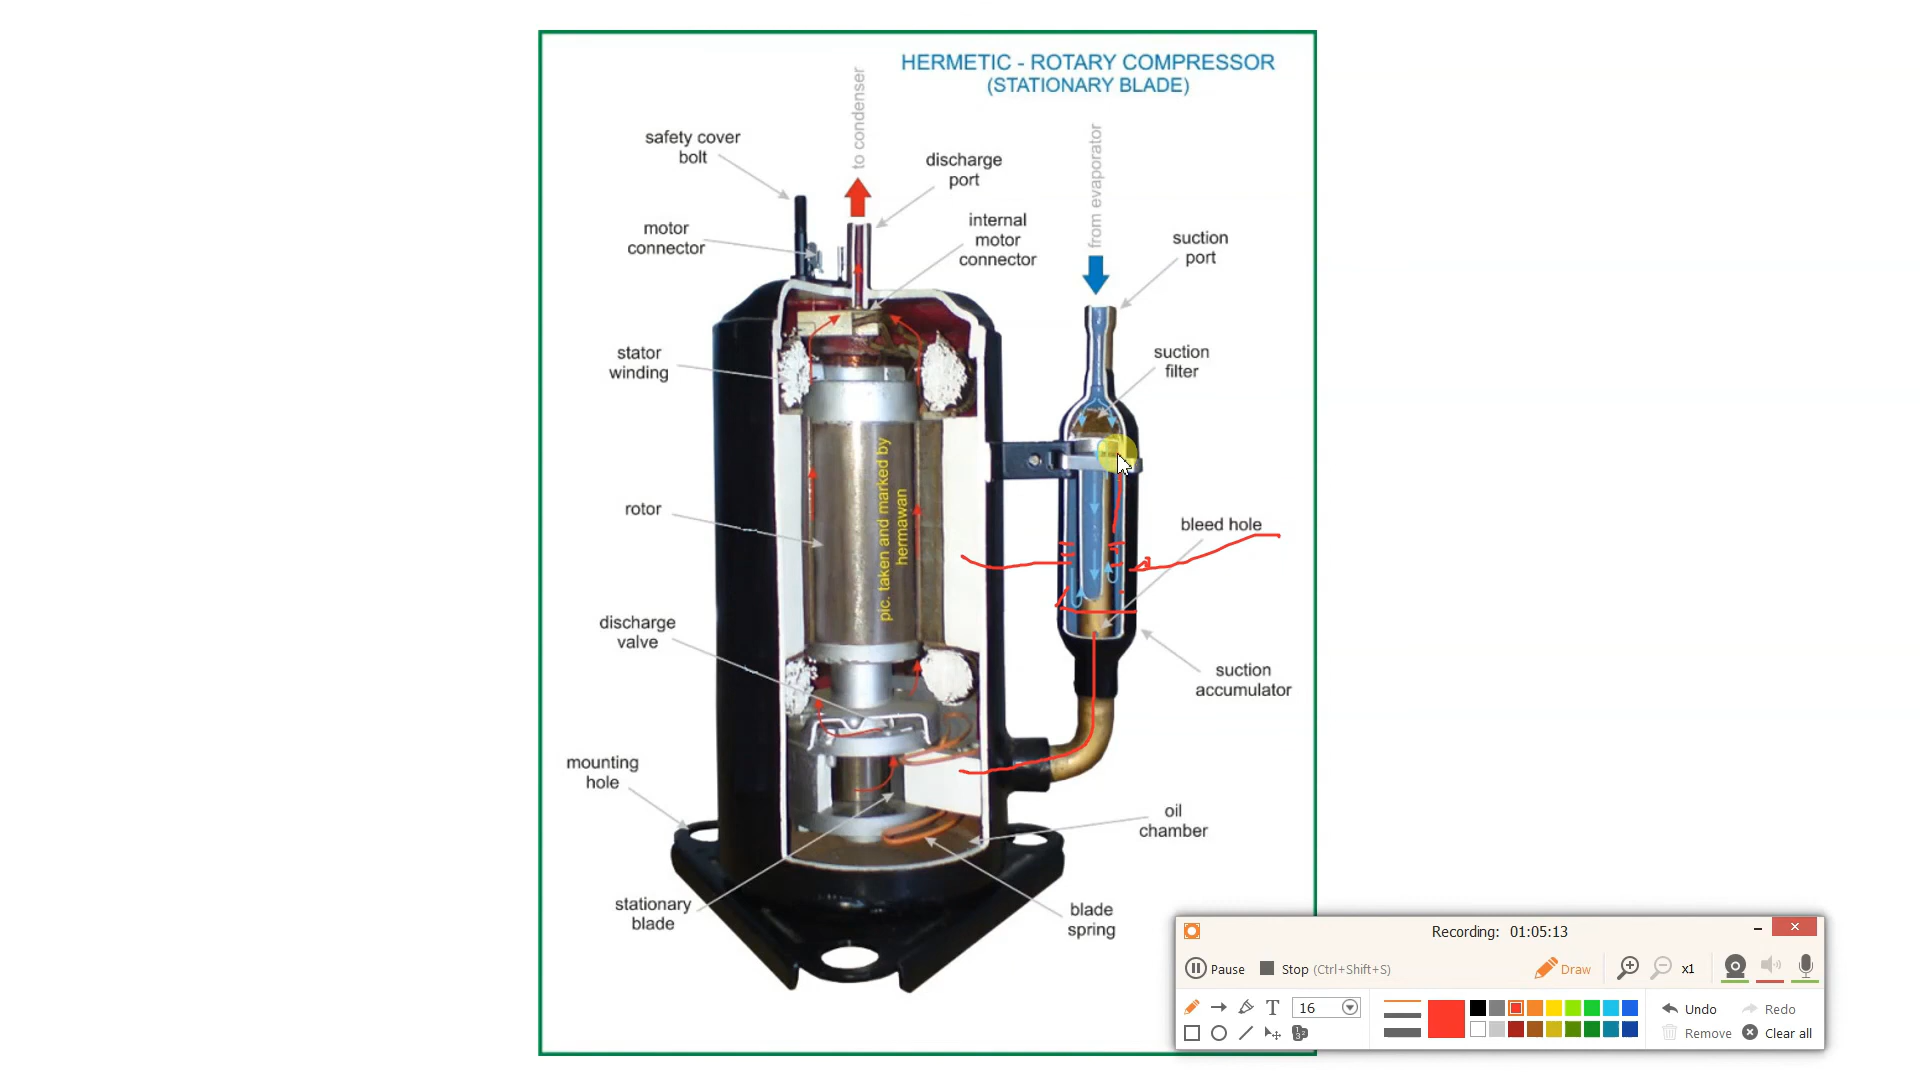 HERMETIC - ROTARY COMPRESSOR
(STATIONARY BLADE)
to condenser
from evaporator
safety cover
bolt
discharge
port
motor
connector
internal
motor
connector
suction
port
stator
winding
suction
filter
rotor
pic. taken and marked by
hermawan
bleed hole
discharge
valve
suction
accumulator
mounting
hole
oil
chamber
stationary
blade
blade
spring
Recording: 01:05:13
Pause
Stop (Ctrl+Shift+S)
Draw
x1
T
16
Undo
Redo
Remove
Clear all